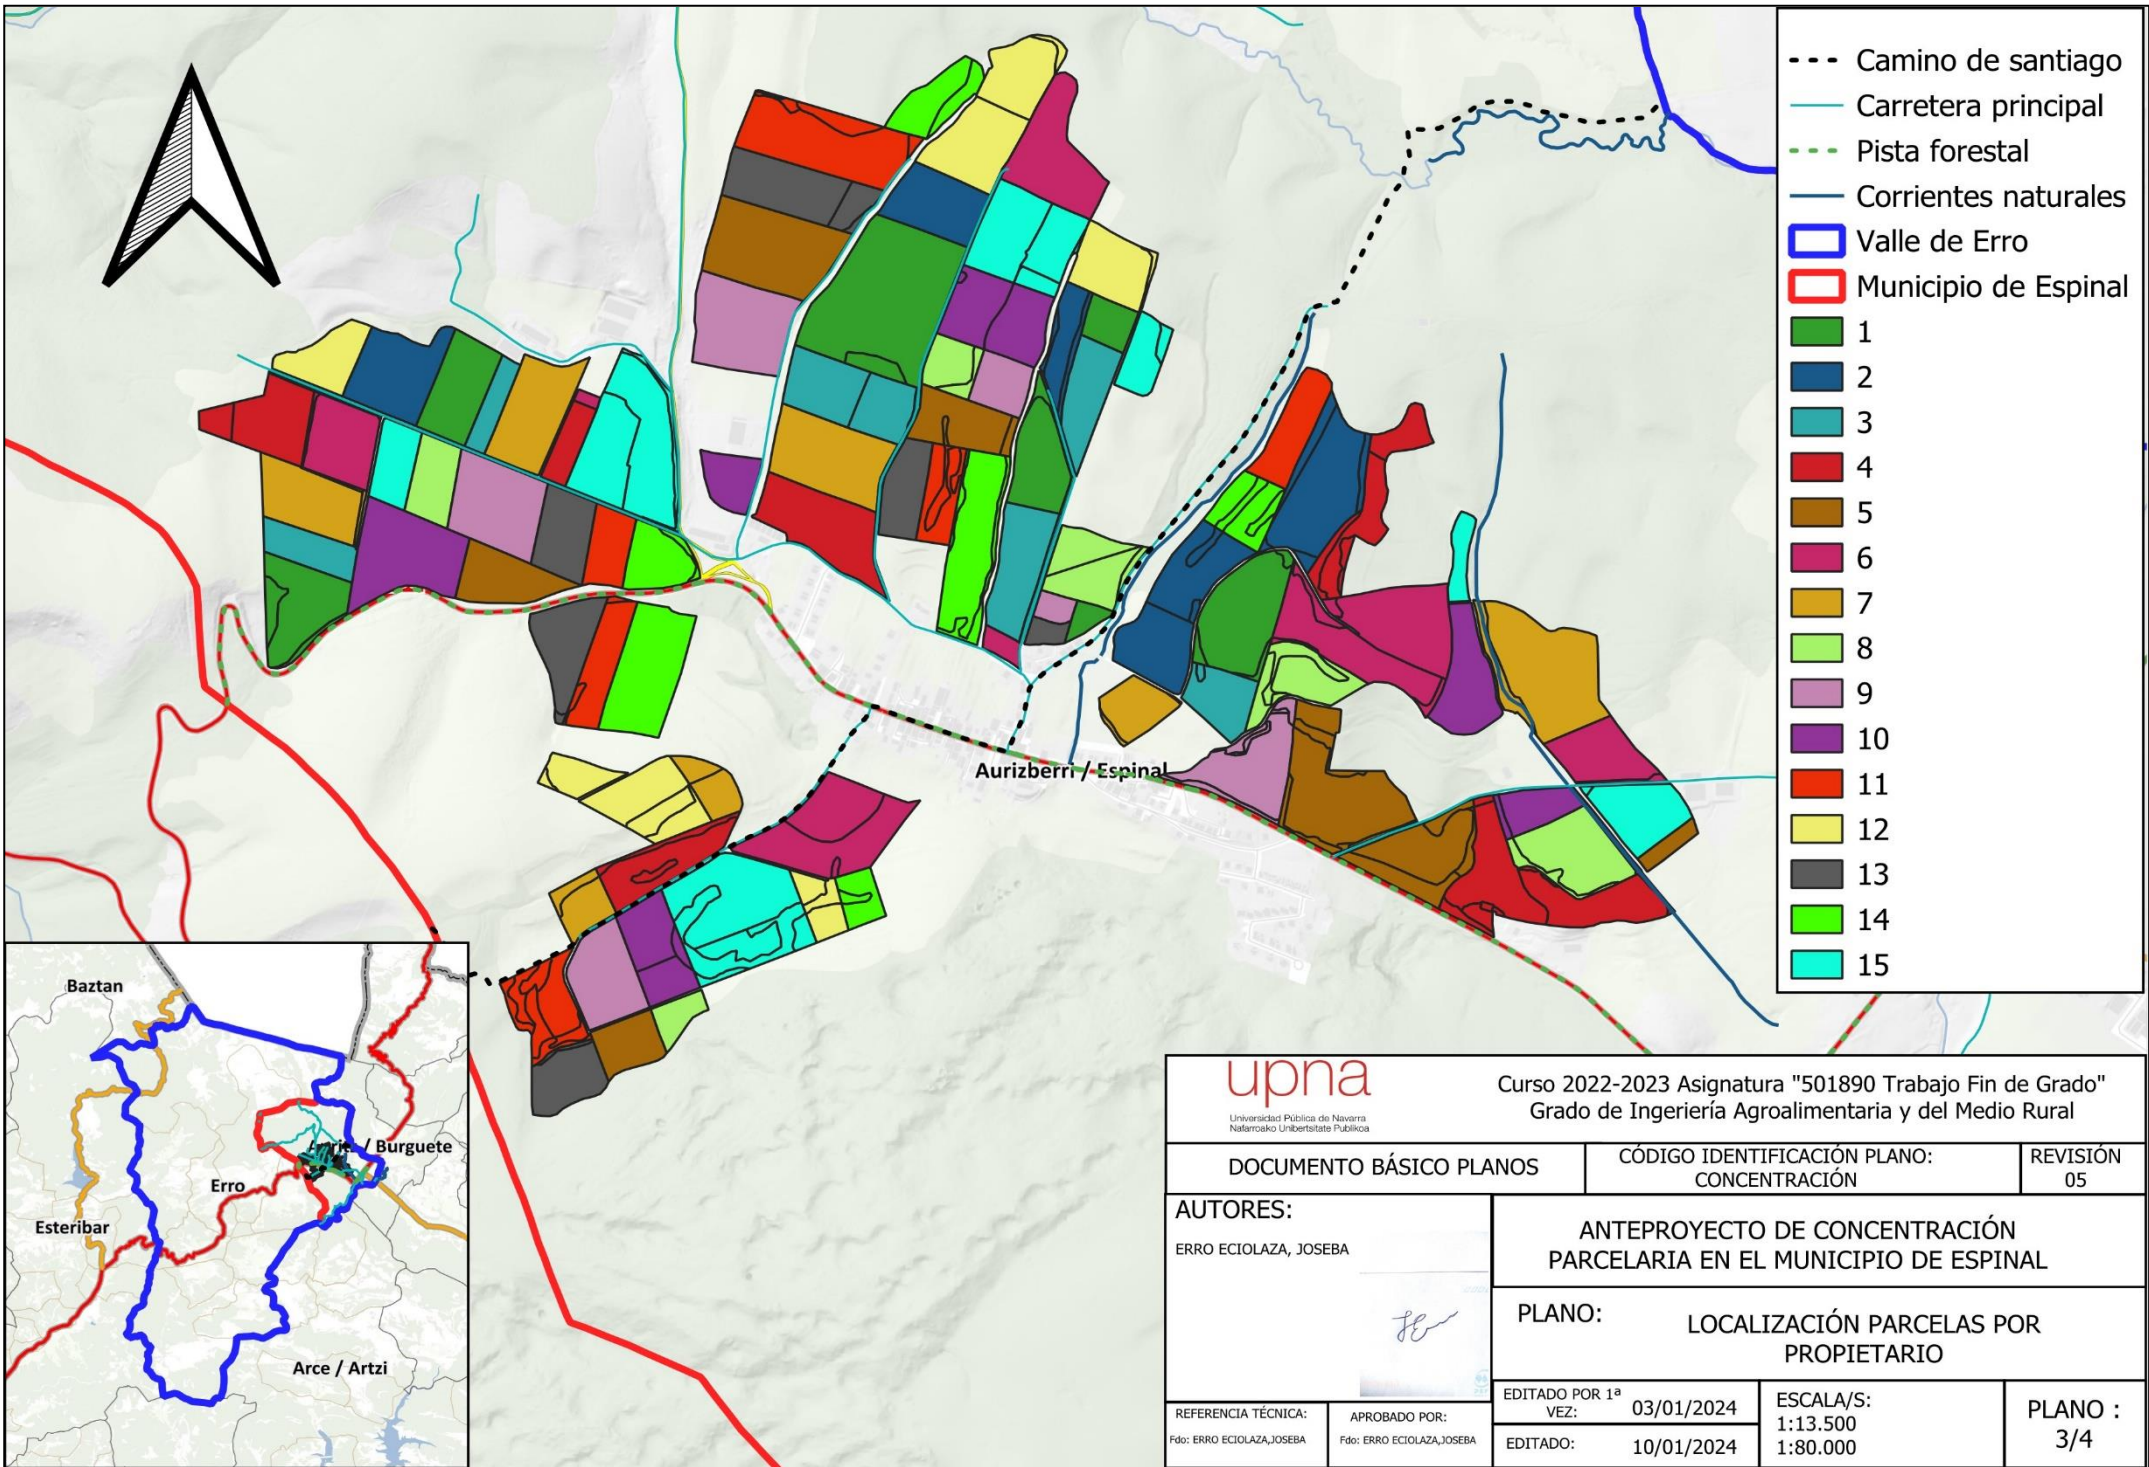 Camino de santiago
Carretera principal
Pista forestal
Corrientes naturales
Valle de Erro
Municipio de Espinal
1
2
3
4
5
6
7
8
9
10
11
12
13
14
15
Aurizberri / Espinal
Baztan
/ Burguete
Erro
Esteribar
Arce / Artzi
upna
Universidad Pública de Navarra
Nafarroako Unibertsitate Publikoa
Curso 2022-2023 Asignatura "501890 Trabajo Fin de Grado"
Grado de Ingeriería Agroalimentaria y del Medio Rural
DOCUMENTO BÁSICO PLANOS
CÓDIGO IDENTIFICACIÓN PLANO:
CONCENTRACIÓN
REVISIÓN
05
AUTORES:
ERRO ECIOLAZA, JOSEBA
ANTEPROYECTO DE CONCENTRACIÓN
PARCELARIA EN EL MUNICIPIO DE ESPINAL
PLANO:
LOCALIZACIÓN PARCELAS POR
PROPIETARIO
REFERENCIA TÉCNICA:
Fdo: ERRO ECIOLAZA,JOSEBA
APROBADO POR:
Fdo: ERRO ECIOLAZA,JOSEBA
EDITADO POR 1ª
VEZ:
03/01/2024
EDITADO:
10/01/2024
ESCALA/S:
1:13.500
1:80.000
PLANO :
3/4